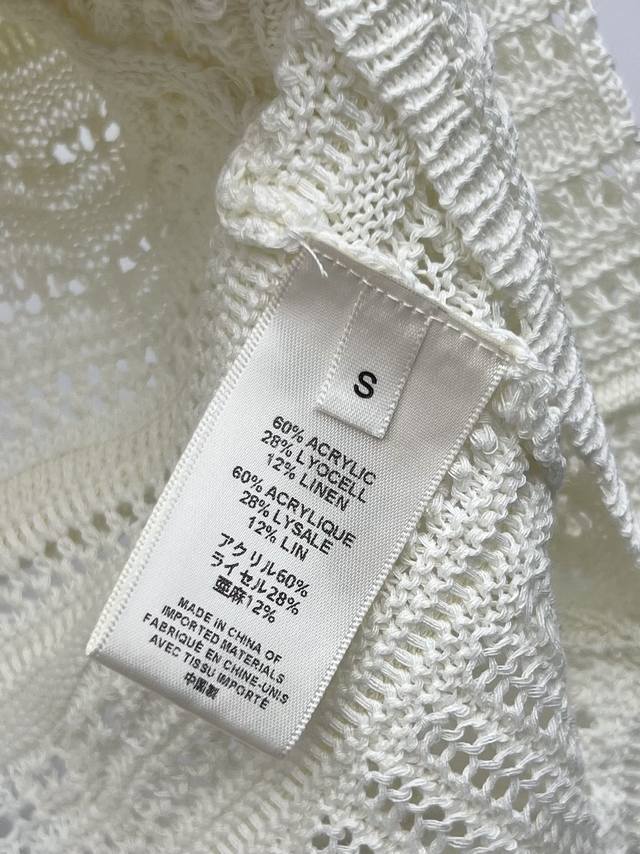 S
60% ACRYLIC
28% LYOCELL
12% LINEN
60% ACRYLIQUE
28% LYSALE
12% LIN
アクリル60%
ライセル28%
亜麻12%
MADE IN CHINA OF
IMPORTED MATERIALS
FABRIQUÉ EN CHINE-UNIS
AVEC TISSU IMPORTÉ
中国製